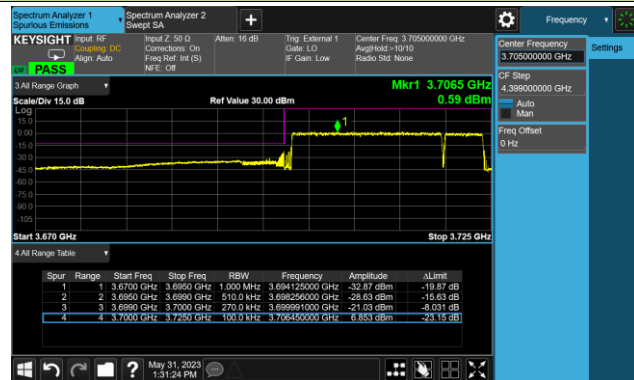 Spectrum Analyzer 1
Spurious Emissions
Spectrum Analyzer 2
Swept SA
Frequency
KEYSIGHT
Input: RF
Coupling: DC
Align: Auto
Input Z: 50 Ω
Corrections: On
Freq Ref: Int (S)
NFE: Off
Atten: 16 dB
Trig: External 1
Gate: LO
IF Gain: Low
Center Freq: 3.705000000 GHz
Avg|Hold:>10/10
Radio Std: None
PASS
3 All Range Graph
Mkr1 3.7065 GHz
Scale/Div 15.0 dB
Ref Value 30.00 dBm
0.59 dBm
Log
15.0
0.00
-15.0
-30.0
-45.0
-60.0
-75.0
-90.0
-105
1
Start 3.670 GHz
Stop 3.725 GHz
4 All Range Table
Spur Range Start Freq Stop Freq RBW Frequency Amplitude ΔLimit
1 1 3.6700 GHz 3.6950 GHz 1.000 MHz 3.694125000 GHz -32.87 dBm -19.87 dB
2 2 3.6950 GHz 3.6990 GHz 510.0 kHz 3.698256000 GHz -28.63 dBm -15.63 dB
3 3 3.6990 GHz 3.7000 GHz 270.0 kHz 3.699991000 GHz -21.03 dBm -8.031 dB
4 4 3.7000 GHz 3.7250 GHz 100.0 kHz 3.706450000 GHz 6.853 dBm -23.15 dB
May 31, 2023
1:31:24 PM
Center Frequency
3.705000000 GHz
Settings
CF Step
4.399000000 GHz
Auto
Man
Freq Offset
0 Hz